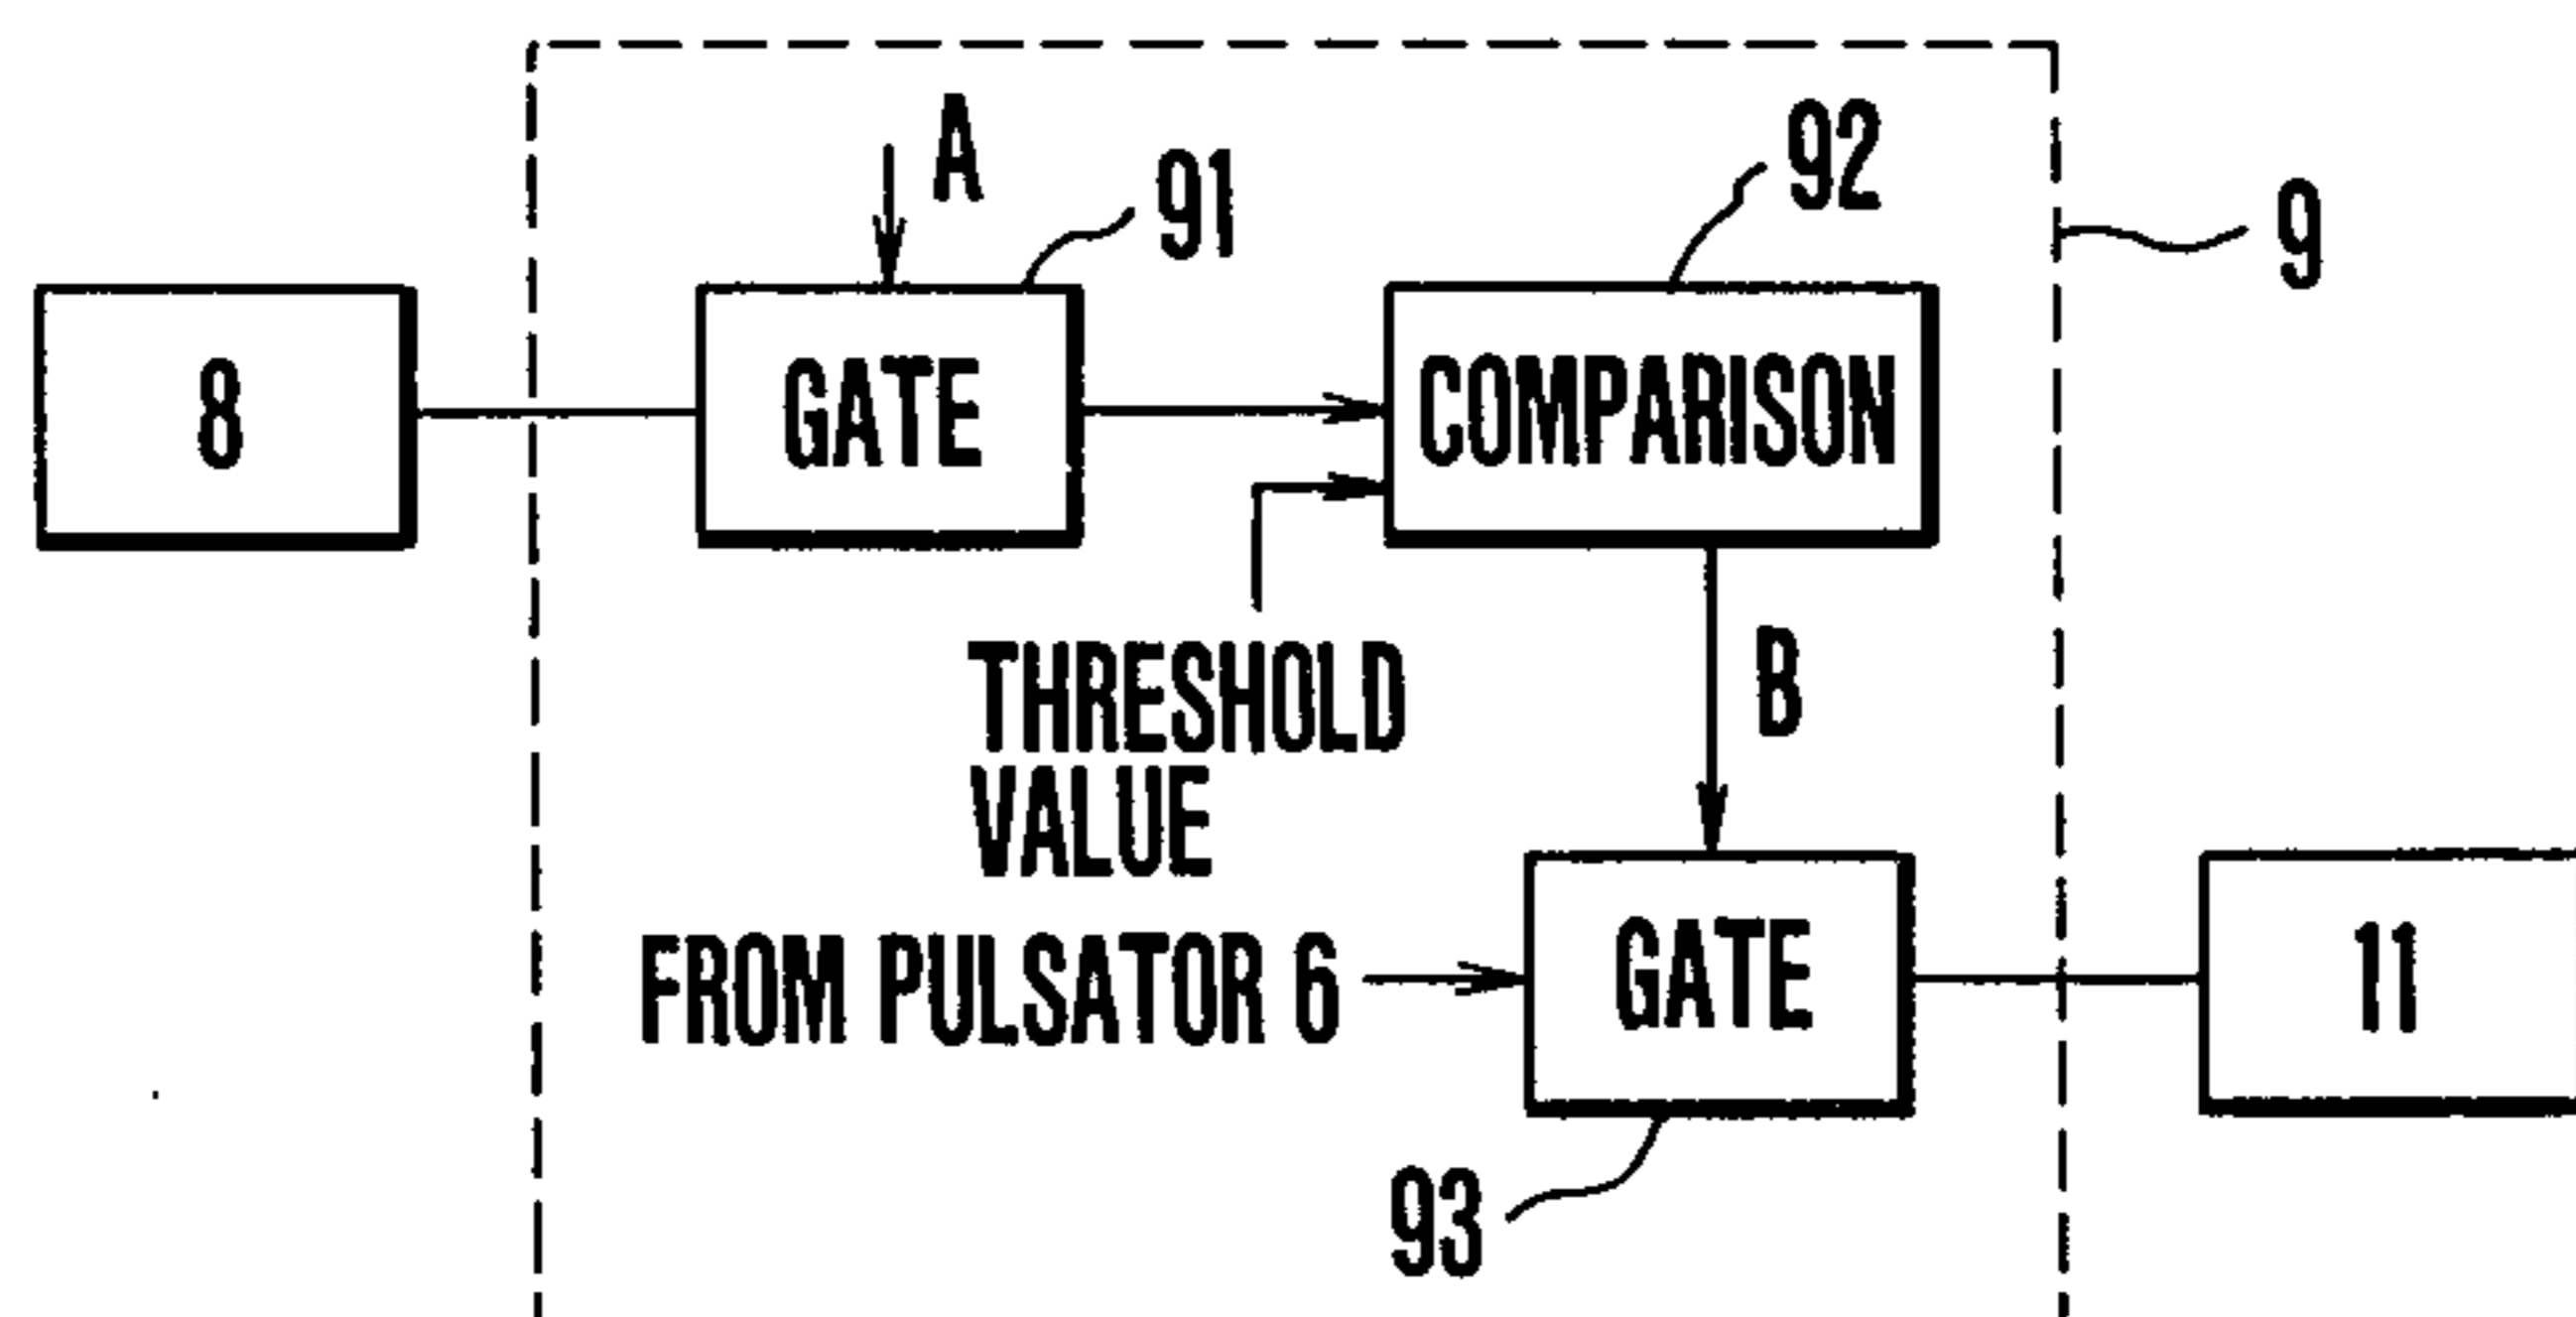 A
91
92
9
8
GATE
COMPARISON
THRESHOLD
VALUE
B
FROM PULSATOR 6
GATE
11
93